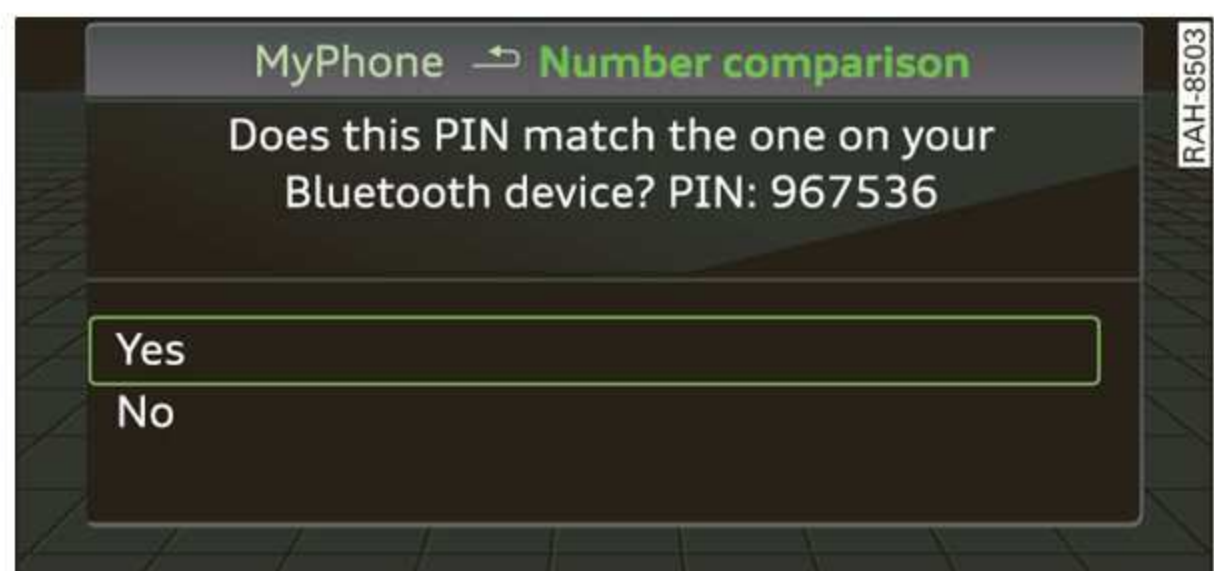 MyPhone Number comparison
Does this PIN match the one on your
Bluetooth device? PIN: 967536
Yes
No
RAH-8503